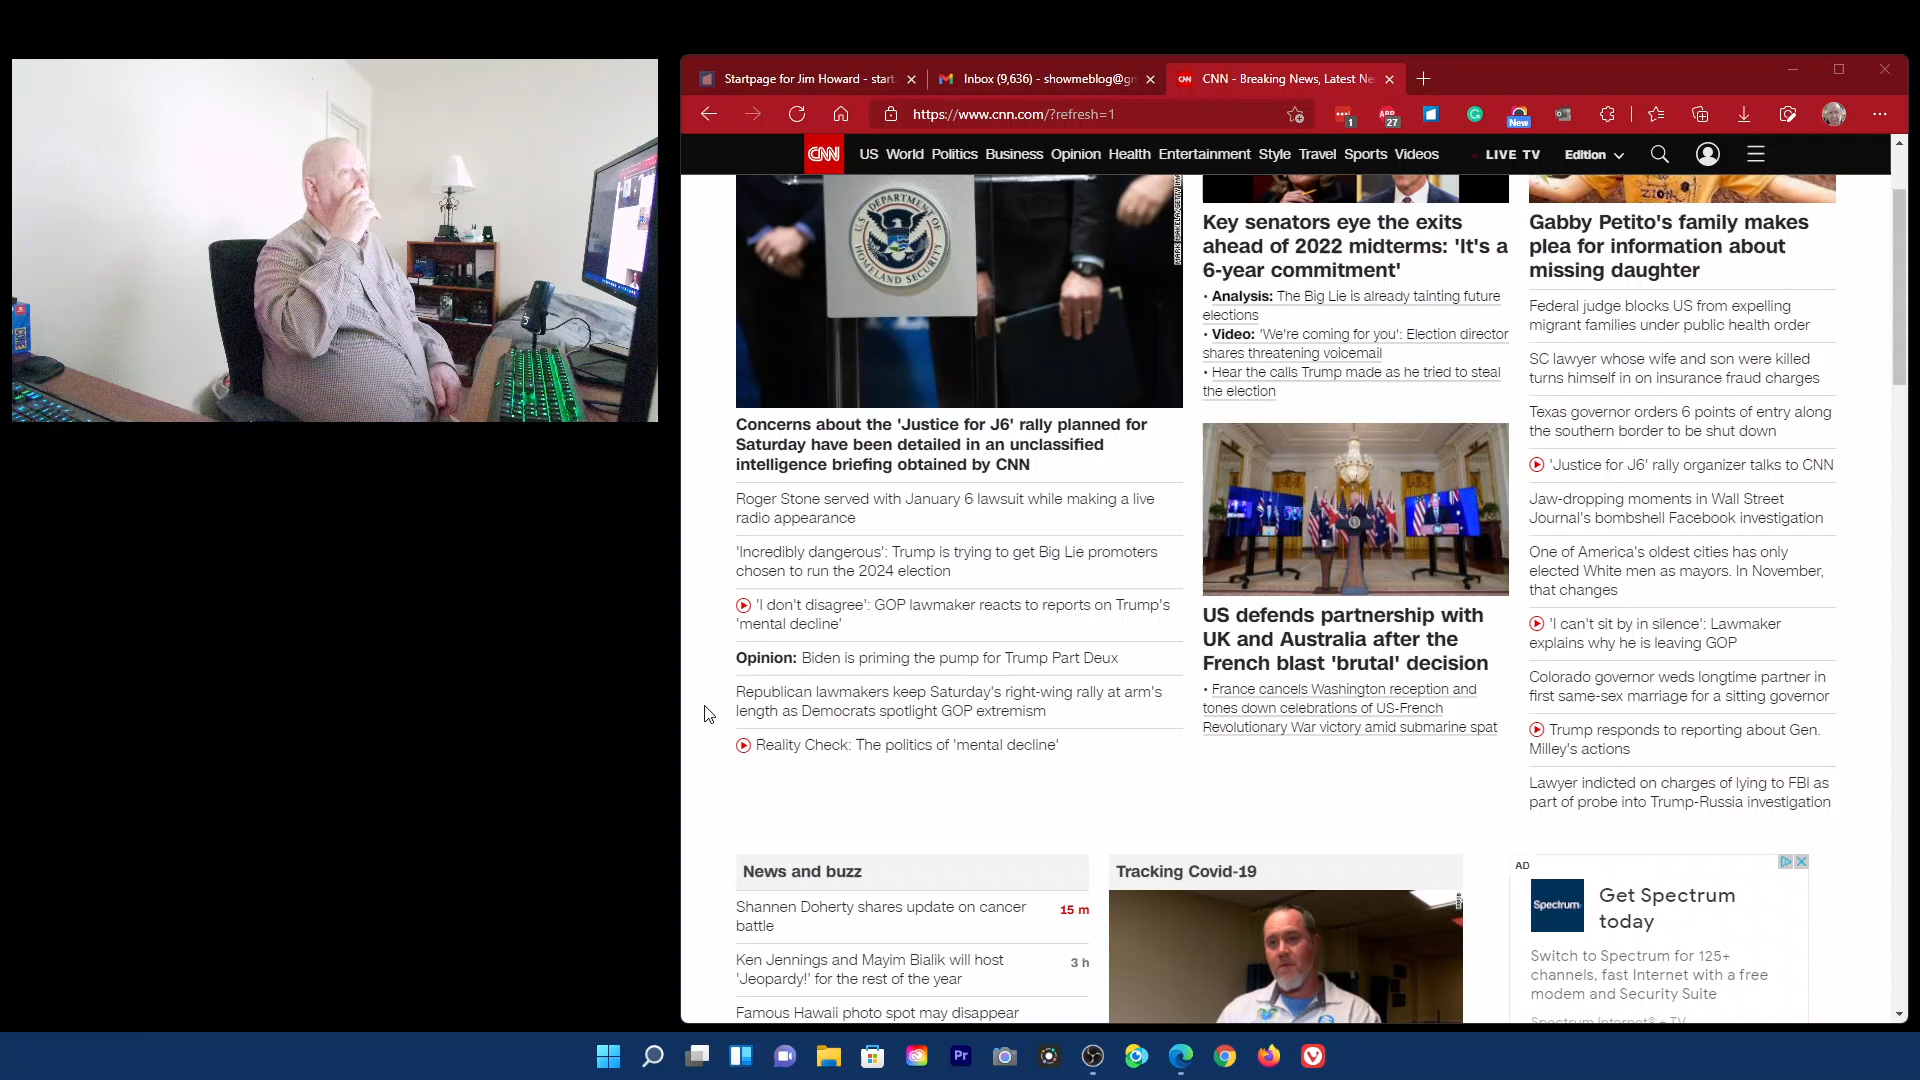 Startpage for Jim Howard - start.
Inbox (9,636) - showmeblog@gm
CNN - Breaking News, Latest Ne
https://www.cnn.com/?refresh=1
1
ABP
27
New
CNN
US World Politics Business Opinion Health Entertainment Style Travel Sports Videos
LIVE TV
Edition
U.S. DEPARTMENT OF
HOMELAND SECURITY
Concerns about the 'Justice for J6' rally planned for
Saturday have been detailed in an unclassified
intelligence briefing obtained by CNN
Roger Stone served with January 6 lawsuit while making a live
radio appearance
'Incredibly dangerous': Trump is trying to get Big Lie promoters
chosen to run the 2024 election
'I don't disagree': GOP lawmaker reacts to reports on Trump's
'mental decline'
Opinion: Biden is priming the pump for Trump Part Deux
Republican lawmakers keep Saturday's right-wing rally at arm's
length as Democrats spotlight GOP extremism
Reality Check: The politics of 'mental decline'
Key senators eye the exits
ahead of 2022 midterms: 'It's a
6-year commitment'
• Analysis: The Big Lie is already tainting future
elections
• Video: 'We're coming for you': Election director
shares threatening voicemail
• Hear the calls Trump made as he tried to steal
the election
US defends partnership with
UK and Australia after the
French blast 'brutal' decision
• France cancels Washington reception and
tones down celebrations of US-French
Revolutionary War victory amid submarine spat
ZION
Gabby Petito's family makes
plea for information about
missing daughter
Federal judge blocks US from expelling
migrant families under public health order
SC lawyer whose wife and son were killed
turns himself in on insurance fraud charges
Texas governor orders 6 points of entry along
the southern border to be shut down
'Justice for J6' rally organizer talks to CNN
Jaw-dropping moments in Wall Street
Journal's bombshell Facebook investigation
One of America's oldest cities has only
elected White men as mayors. In November,
that changes
'I can't sit by in silence': Lawmaker
explains why he is leaving GOP
Colorado governor weds longtime partner in
first same-sex marriage for a sitting governor
Trump responds to reporting about Gen.
Milley's actions
Lawyer indicted on charges of lying to FBI as
part of probe into Trump-Russia investigation
News and buzz
Shannen Doherty shares update on cancer
battle
15 m
Ken Jennings and Mayim Bialik will host
'Jeopardy!' for the rest of the year
3 h
Famous Hawaii photo spot may disappear
Tracking Covid-19
AD
Spectrum
Get Spectrum
today
Switch to Spectrum for 125+
channels, fast Internet with a free
modem and Security Suite
Spectrum Internet® + TV
Pr